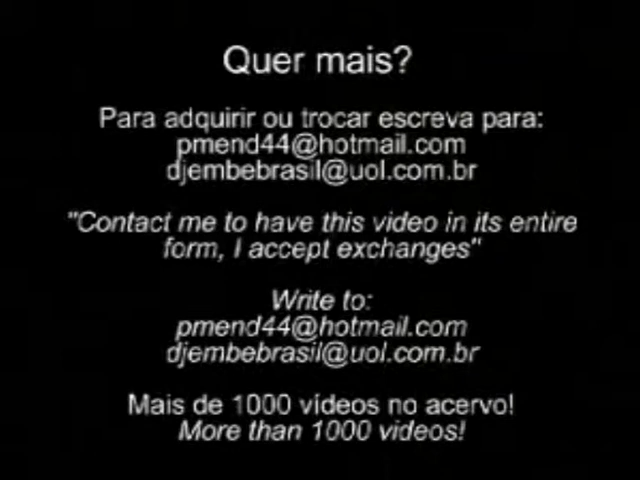 Quer mais?
Para adquirir ou trocar escreva para:
pmend44@hotmail.com
djembebrasil@uol.com.br
"Contact me to have this video in its entire
form, I accept exchanges"
Write to:
pmend44@hotmail.com
djembebrasil@uol.com.br
Mais de 1000 vídeos no acervo!
More than 1000 videos!